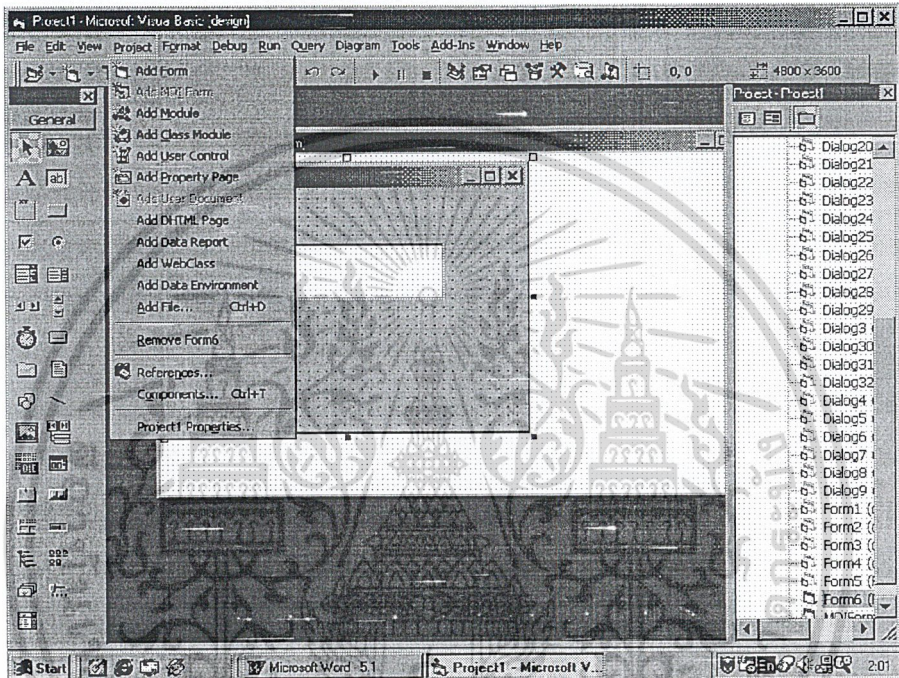 Project1 - Microsoft Visual Basic [design]
File Edit View Project Format Debug Run Query Diagram Tools Add-Ins Window Help
0, 0 4800 x 3600
General
Add Form
Add MDI Form
Add Module
Add Class Module
Add User Control
Add Property Page
Add User Document
Add DHTML Page
Add Data Report
Add WebClass
Add Data Environment
Add File... Ctrl+D
Remove Form6
References...
Components... Ctrl+T
Project1 Properties...
Project - Project1
Dialog20
Dialog21
Dialog22
Dialog23
Dialog24
Dialog25
Dialog26
Dialog27
Dialog28
Dialog29
Dialog3 (
Dialog30
Dialog31
Dialog32
Dialog4 (
Dialog5 (
Dialog6 (
Dialog7 (
Dialog8 (
Dialog9 (
Form1 (
Form2 (
Form3 (
Form4 (
Form5 (
Form6 (
MDIForm
Start Microsoft Word - 5.1 Project1 - Microsoft V... 2:01